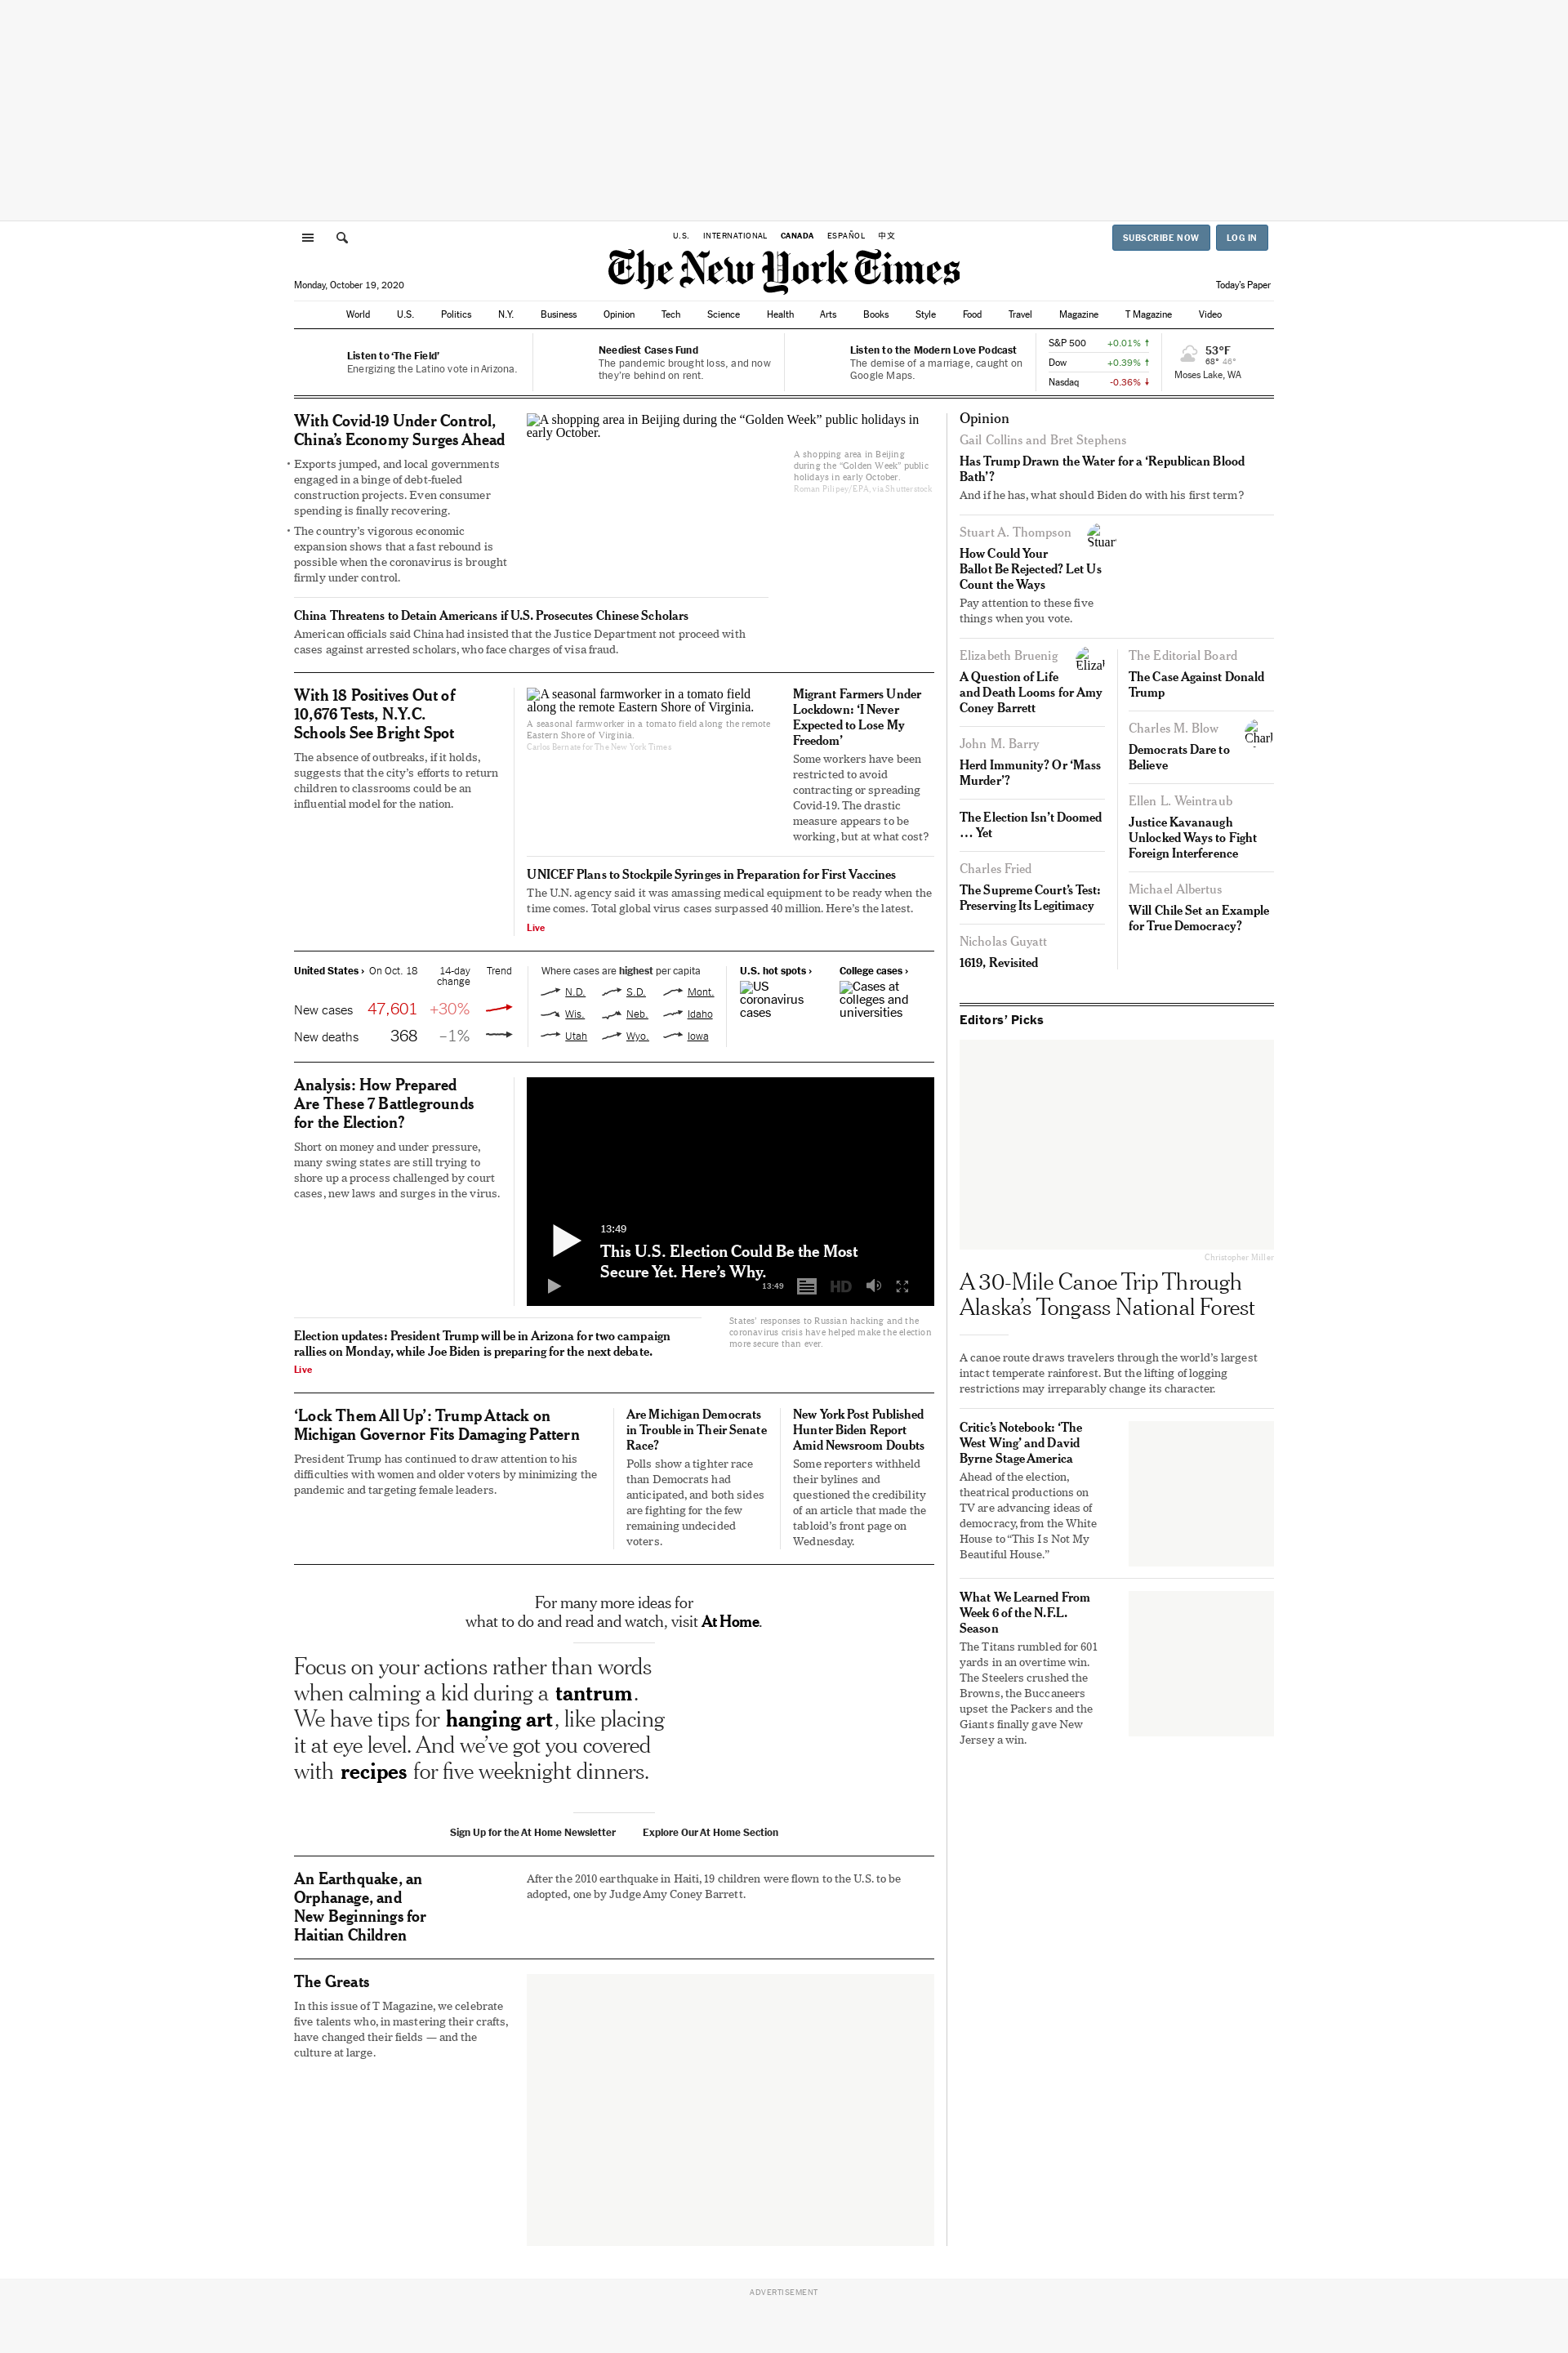 U.S. INTERNATIONAL CANADA ESPAÑOL 中文
SUBSCRIBE NOW LOG IN
The New York Times
Monday, October 19, 2020
Today's Paper
World U.S. Politics N.Y. Business Opinion Tech Science Health Arts Books Style Food Travel Magazine T Magazine Video
Listen to ‘The Field’
Energizing the Latino vote in Arizona.
Neediest Cases Fund
The pandemic brought loss, and now
they’re behind on rent.
Listen to the Modern Love Podcast
The demise of a marriage, caught on
Google Maps.
S&P 500 +0.01%
Dow +0.39%
Nasdaq -0.36%
53°F
68° 46°
Moses Lake, WA
With Covid-19 Under Control,
China’s Economy Surges Ahead
• Exports jumped, and local governments
engaged in a binge of debt-fueled
construction projects. Even consumer
spending is finally recovering.
• The country’s vigorous economic
expansion shows that a fast rebound is
possible when the coronavirus is brought
firmly under control.
A shopping area in Beijing during the “Golden Week” public holidays in
early October.
A shopping area in Beijing
during the “Golden Week” public
holidays in early October.
Roman Pilipey/EPA, via Shutterstock
China Threatens to Detain Americans if U.S. Prosecutes Chinese Scholars
American officials said China had insisted that the Justice Department not proceed with
cases against arrested scholars, who face charges of visa fraud.
With 18 Positives Out of
10,676 Tests, N.Y.C.
Schools See Bright Spot
The absence of outbreaks, if it holds,
suggests that the city’s efforts to return
children to classrooms could be an
influential model for the nation.
A seasonal farmworker in a tomato field
along the remote Eastern Shore of Virginia.
A seasonal farmworker in a tomato field along the remote
Eastern Shore of Virginia.
Carlos Bernate for The New York Times
Migrant Farmers Under
Lockdown: ‘I Never
Expected to Lose My
Freedom’
Some workers have been
restricted to avoid
contracting or spreading
Covid-19. The drastic
measure appears to be
working, but at what cost?
UNICEF Plans to Stockpile Syringes in Preparation for First Vaccines
The U.N. agency said it was amassing medical equipment to be ready when the
time comes. Total global virus cases surpassed 40 million. Here’s the latest.
Live
United States › On Oct. 18 14-day
change Trend
New cases 47,601 +30%
New deaths 368 –1%
Where cases are highest per capita
N.D. S.D. Mont.
Wis. Neb. Idaho
Utah Wyo. Iowa
U.S. hot spots ›
US
coronavirus
cases
College cases ›
Cases at
colleges and
universities
Analysis: How Prepared
Are These 7 Battlegrounds
for the Election?
Short on money and under pressure,
many swing states are still trying to
shore up a process challenged by court
cases, new laws and surges in the virus.
13:49
This U.S. Election Could Be the Most
Secure Yet. Here’s Why.
13:49 HD
States’ responses to Russian hacking and the
coronavirus crisis have helped make the election
more secure than ever.
Election updates: President Trump will be in Arizona for two campaign
rallies on Monday, while Joe Biden is preparing for the next debate.
Live
‘Lock Them All Up’: Trump Attack on
Michigan Governor Fits Damaging Pattern
President Trump has continued to draw attention to his
difficulties with women and older voters by minimizing the
pandemic and targeting female leaders.
Are Michigan Democrats
in Trouble in Their Senate
Race?
Polls show a tighter race
than Democrats had
anticipated, and both sides
are fighting for the few
remaining undecided
voters.
New York Post Published
Hunter Biden Report
Amid Newsroom Doubts
Some reporters withheld
their bylines and
questioned the credibility
of an article that made the
tabloid’s front page on
Wednesday.
For many more ideas for
what to do and read and watch, visit At Home.
Focus on your actions rather than words
when calming a kid during a tantrum.
We have tips for hanging art, like placing
it at eye level. And we’ve got you covered
with recipes for five weeknight dinners.
Sign Up for the At Home Newsletter Explore Our At Home Section
An Earthquake, an
Orphanage, and
New Beginnings for
Haitian Children
After the 2010 earthquake in Haiti, 19 children were flown to the U.S. to be
adopted, one by Judge Amy Coney Barrett.
The Greats
In this issue of T Magazine, we celebrate
five talents who, in mastering their crafts,
have changed their fields — and the
culture at large.
Opinion
Gail Collins and Bret Stephens
Has Trump Drawn the Water for a ‘Republican Blood
Bath’?
And if he has, what should Biden do with his first term?
Stuart A. Thompson
How Could Your
Ballot Be Rejected? Let Us
Count the Ways
Pay attention to these five
things when you vote.
Elizabeth Bruenig
A Question of Life
and Death Looms for Amy
Coney Barrett
John M. Barry
Herd Immunity? Or ‘Mass
Murder’?
The Election Isn’t Doomed
… Yet
Charles Fried
The Supreme Court’s Test:
Preserving Its Legitimacy
Nicholas Guyatt
1619, Revisited
The Editorial Board
The Case Against Donald
Trump
Charles M. Blow
Democrats Dare to
Believe
Ellen L. Weintraub
Justice Kavanaugh
Unlocked Ways to Fight
Foreign Interference
Michael Albertus
Will Chile Set an Example
for True Democracy?
Editors’ Picks
Christopher Miller
A 30-Mile Canoe Trip Through
Alaska’s Tongass National Forest
A canoe route draws travelers through the world’s largest
intact temperate rainforest. But the lifting of logging
restrictions may irreparably change its character.
Critic’s Notebook: ‘The
West Wing’ and David
Byrne Stage America
Ahead of the election,
theatrical productions on
TV are advancing ideas of
democracy, from the White
House to “This Is Not My
Beautiful House.”
What We Learned From
Week 6 of the N.F.L.
Season
The Titans rumbled for 601
yards in an overtime win.
The Steelers crushed the
Browns, the Buccaneers
upset the Packers and the
Giants finally gave New
Jersey a win.
ADVERTISEMENT